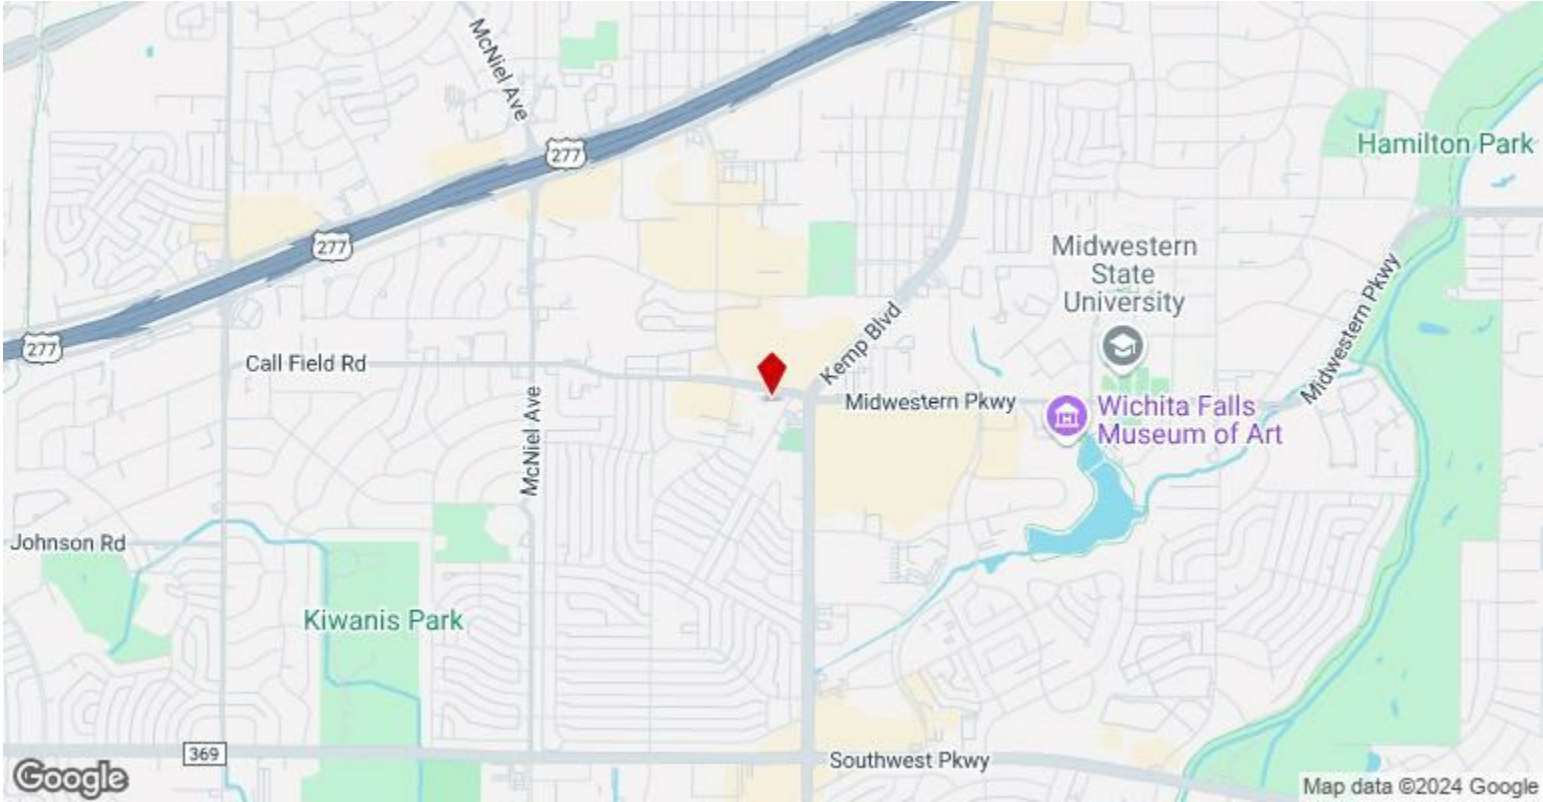 McNiel Ave
277
Hamilton Park
277
Midwestern
State
University
Midwestern Pkwy
277
Call Field Rd
Kemp Blvd
Midwestern Pkwy
Wichita Falls
Museum of Art
McNiel Ave
Johnson Rd
Kiwanis Park
369
Southwest Pkwy
Google
Map data ©2024 Google